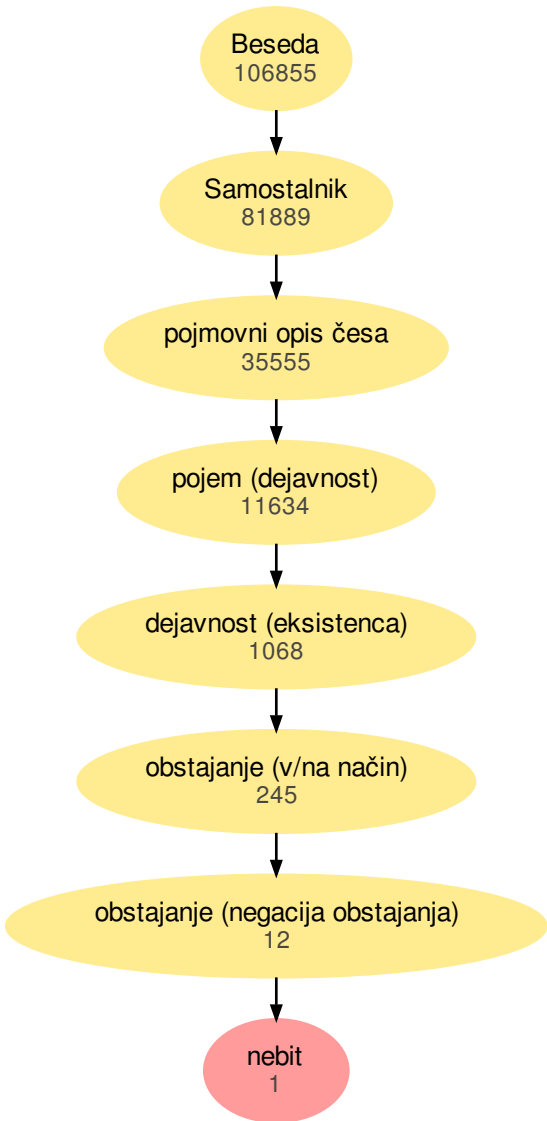 Beseda
106855
Samostalnik
81889
pojmovni opis česa
35555
pojem (dejavnost)
11634
dejavnost (eksistenca)
1068
obstajanje (v/na način)
245
obstajanje (negacija obstajanja)
12
nebit
1